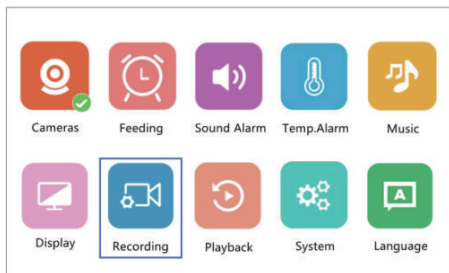 Cameras Feeding Sound Alarm Temp.Alarm Music
A
Display Recording Playback System Language